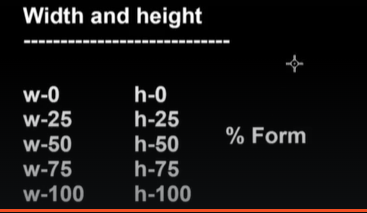 Width and height
----------------------------
w-0 h-0
w-25 h-25
w-50 h-50 % Form
w-75 h-75
w-100 h-100